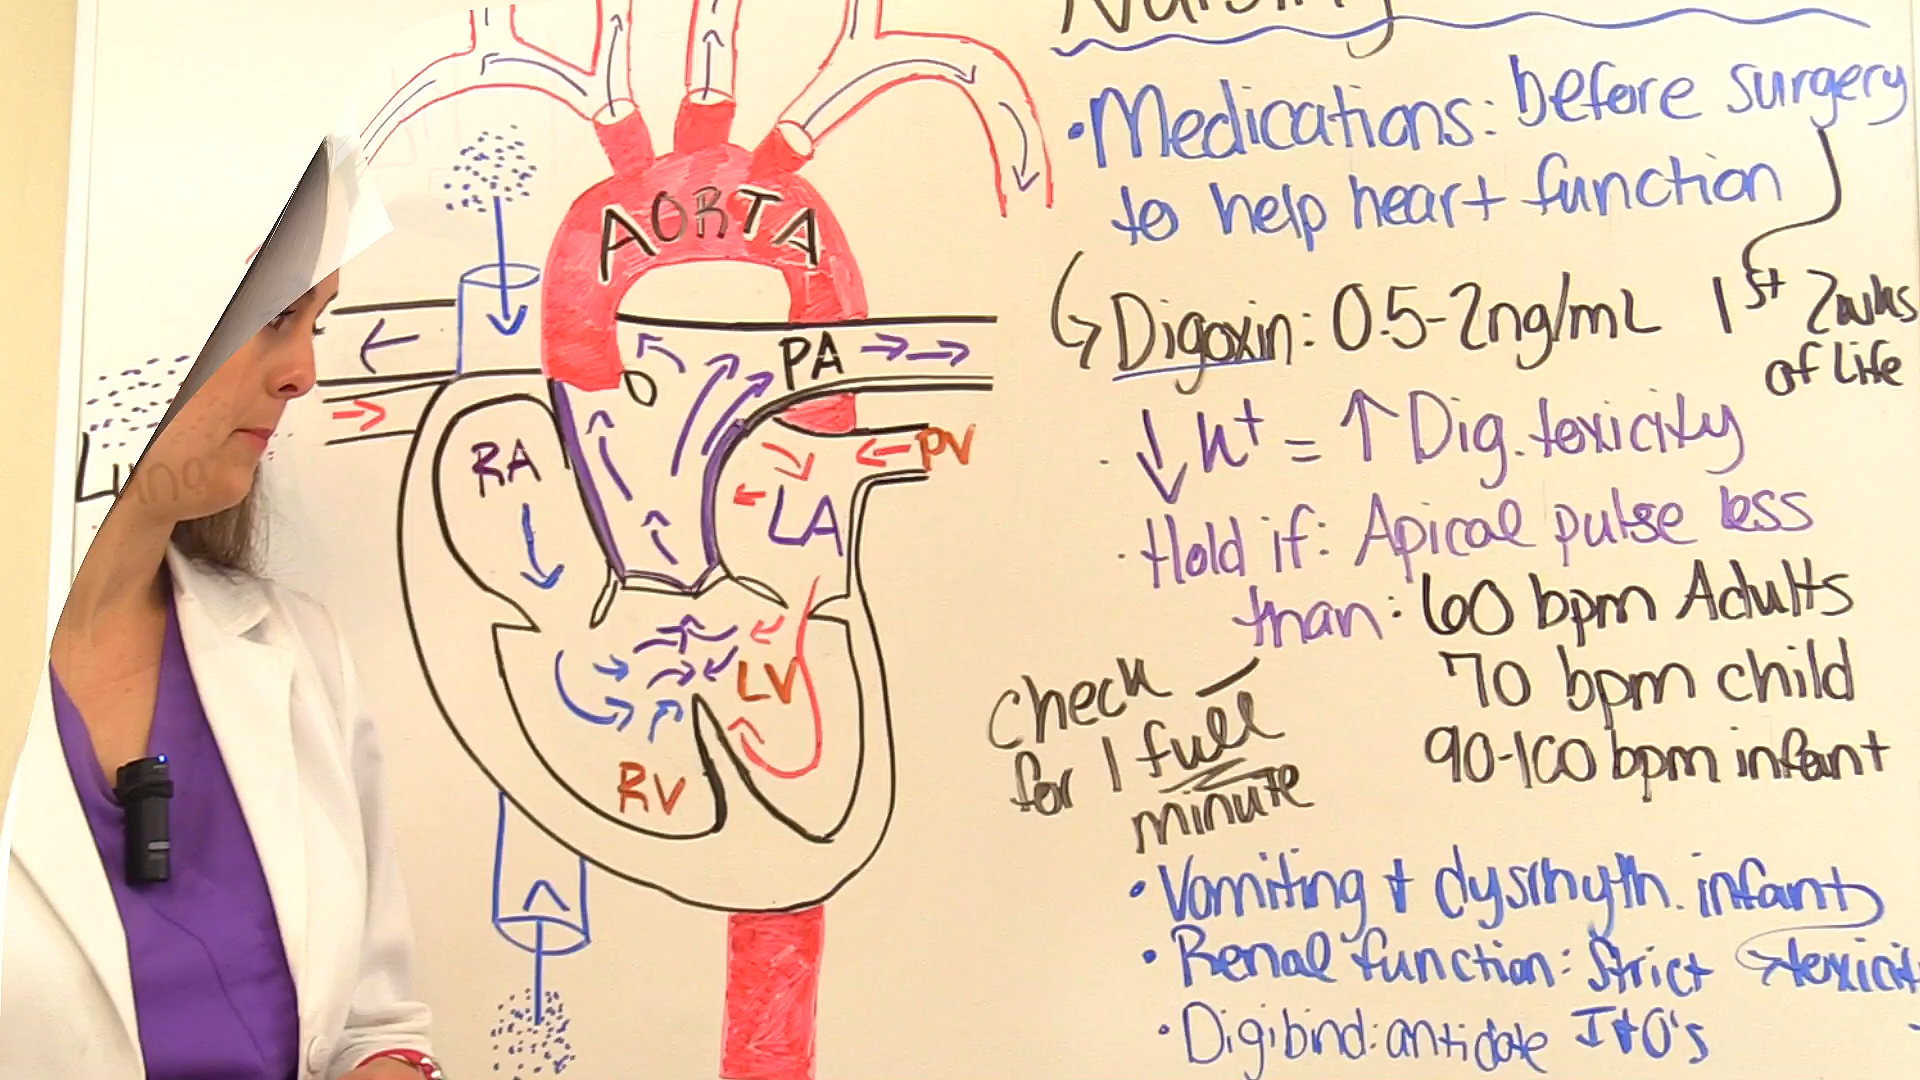 Nursing
• Medications: before surgery
to help heart function
Digoxin: 0.5-2ng/mL 1st 2wks
of life
· ↓ K+ = ↑ Dig. toxicity
· Hold if: Apical pulse less
than: 60 bpm Adults
70 bpm child
90-100 bpm infant
check
for 1 full
minute
• Vomiting + dysrhyth. infant
• Renal function: Strict → toxicit
• Digibind: antidote I+O's
AORTA
PA
PV
RA
LA
LV
RV
Lungs